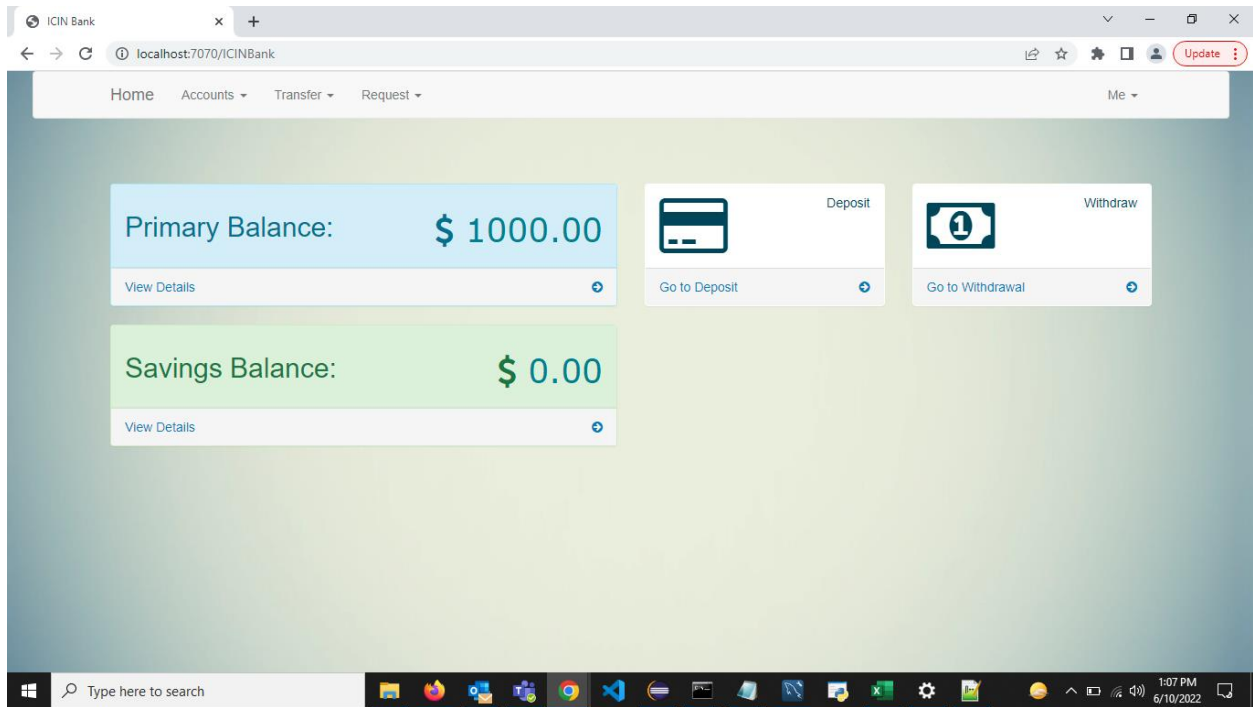 ICIN Bank
localhost:7070/ICINBank
Update
Home Accounts Transfer Request Me
Primary Balance: $ 1000.00
View Details
Deposit
Go to Deposit
1
Withdraw
Go to Withdrawal
Savings Balance: $ 0.00
View Details
Type here to search
1:07 PM
6/10/2022